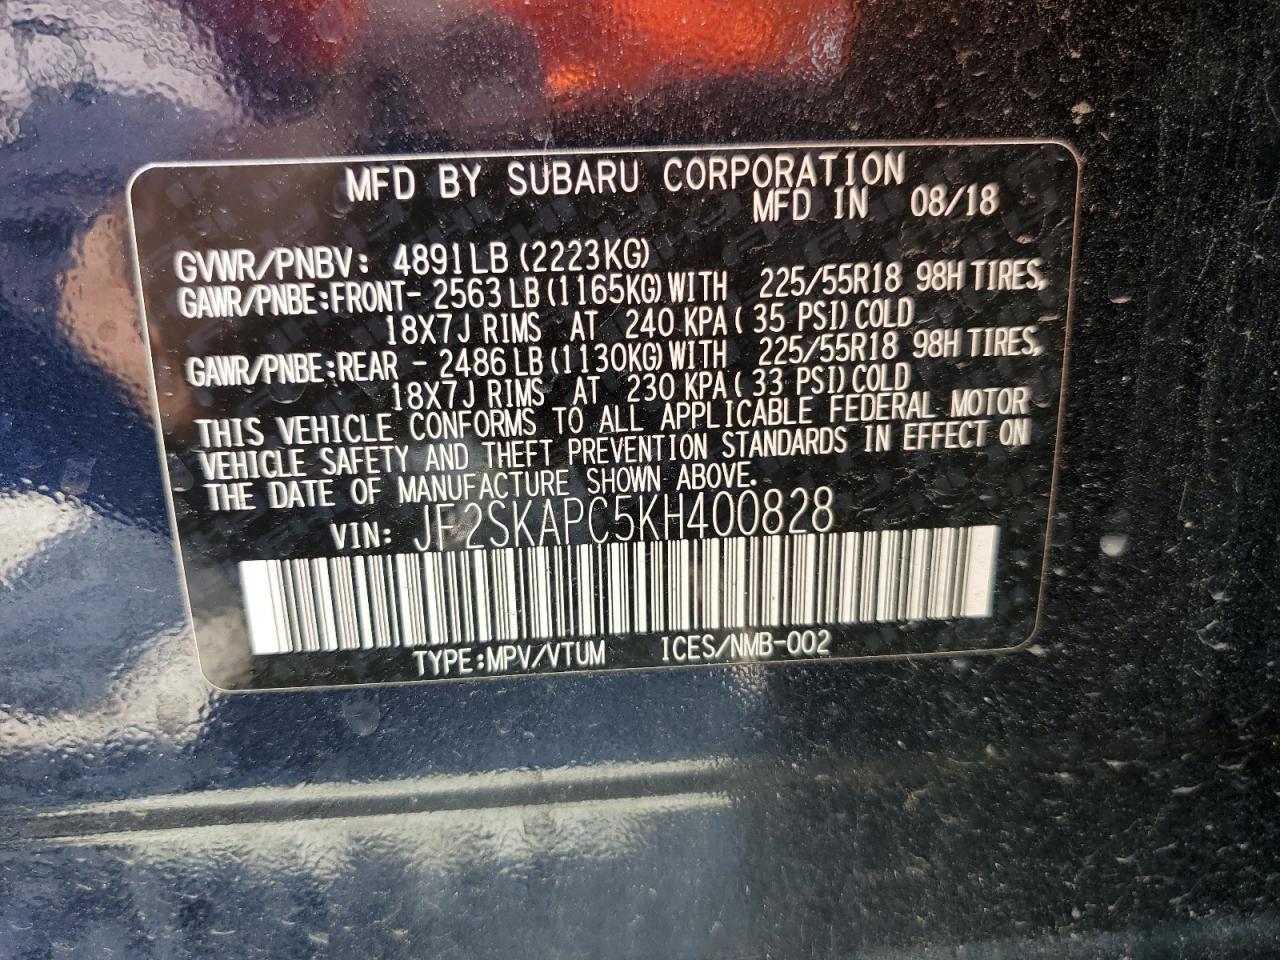 MFD BY SUBARU CORPORATION
MFD IN 08/18
GVWR/PNBV: 4891LB (2223KG)
GAWR/PNBE:FRONT- 2563 LB (1165KG) WITH 225/55R18 98H TIRES,
18X7J RIMS AT 240 KPA ( 35 PSI) COLD
GAWR/PNBE:REAR - 2486 LB (1130KG) WITH 225/55R18 98H TIRES,
18X7J RIMS AT 230 KPA ( 33 PSI) COLD
THIS VEHICLE CONFORMS TO ALL APPLICABLE FEDERAL MOTOR
VEHICLE SAFETY AND THEFT PREVENTION STANDARDS IN EFFECT ON
THE DATE OF MANUFACTURE SHOWN ABOVE.
VIN: JF2SKAPC5KH400828
TYPE:MPV/VTUM ICES/NMB-002